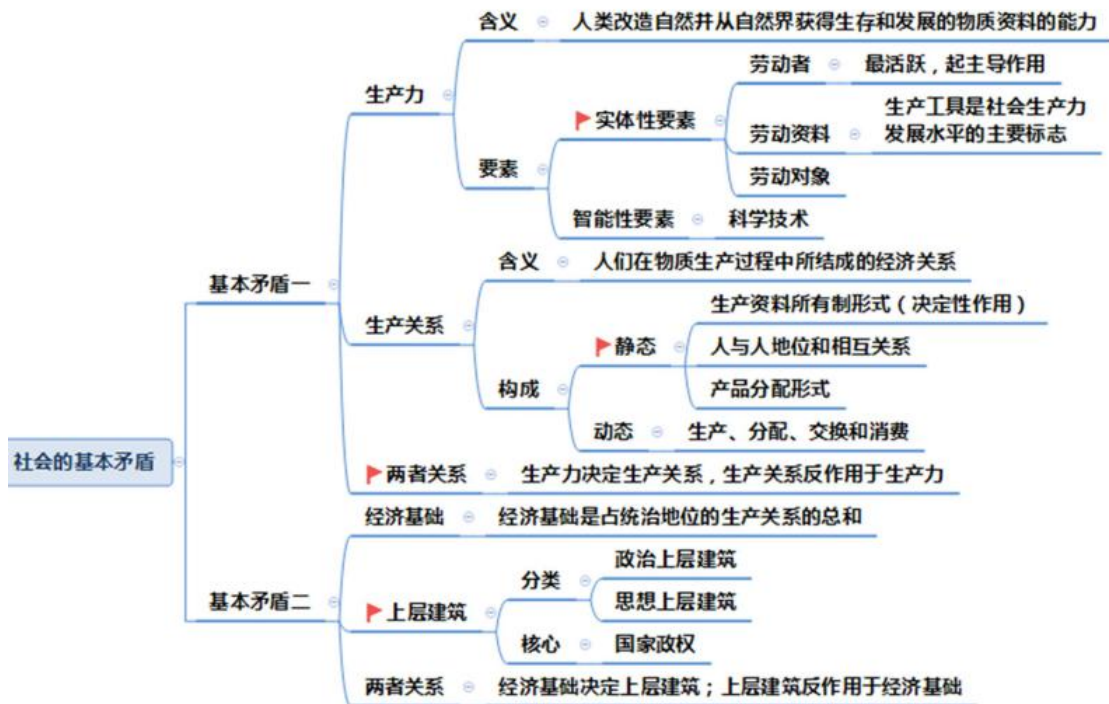 社会的基本矛盾
基本矛盾一
生产力
含义
人类改造自然并从自然界获得生存和发展的物质资料的能力
要素
实体性要素
劳动者
最活跃，起主导作用
劳动资料
生产工具是社会生产力
发展水平的主要标志
劳动对象
智能性要素
科学技术
生产关系
含义
人们在物质生产过程中所结成的经济关系
构成
静态
生产资料所有制形式（决定性作用）
人与人地位和相互关系
产品分配形式
动态
生产、分配、交换和消费
两者关系
生产力决定生产关系，生产关系反作用于生产力
基本矛盾二
经济基础
经济基础是占统治地位的生产关系的总和
上层建筑
分类
政治上层建筑
思想上层建筑
核心
国家政权
两者关系
经济基础决定上层建筑；上层建筑反作用于经济基础